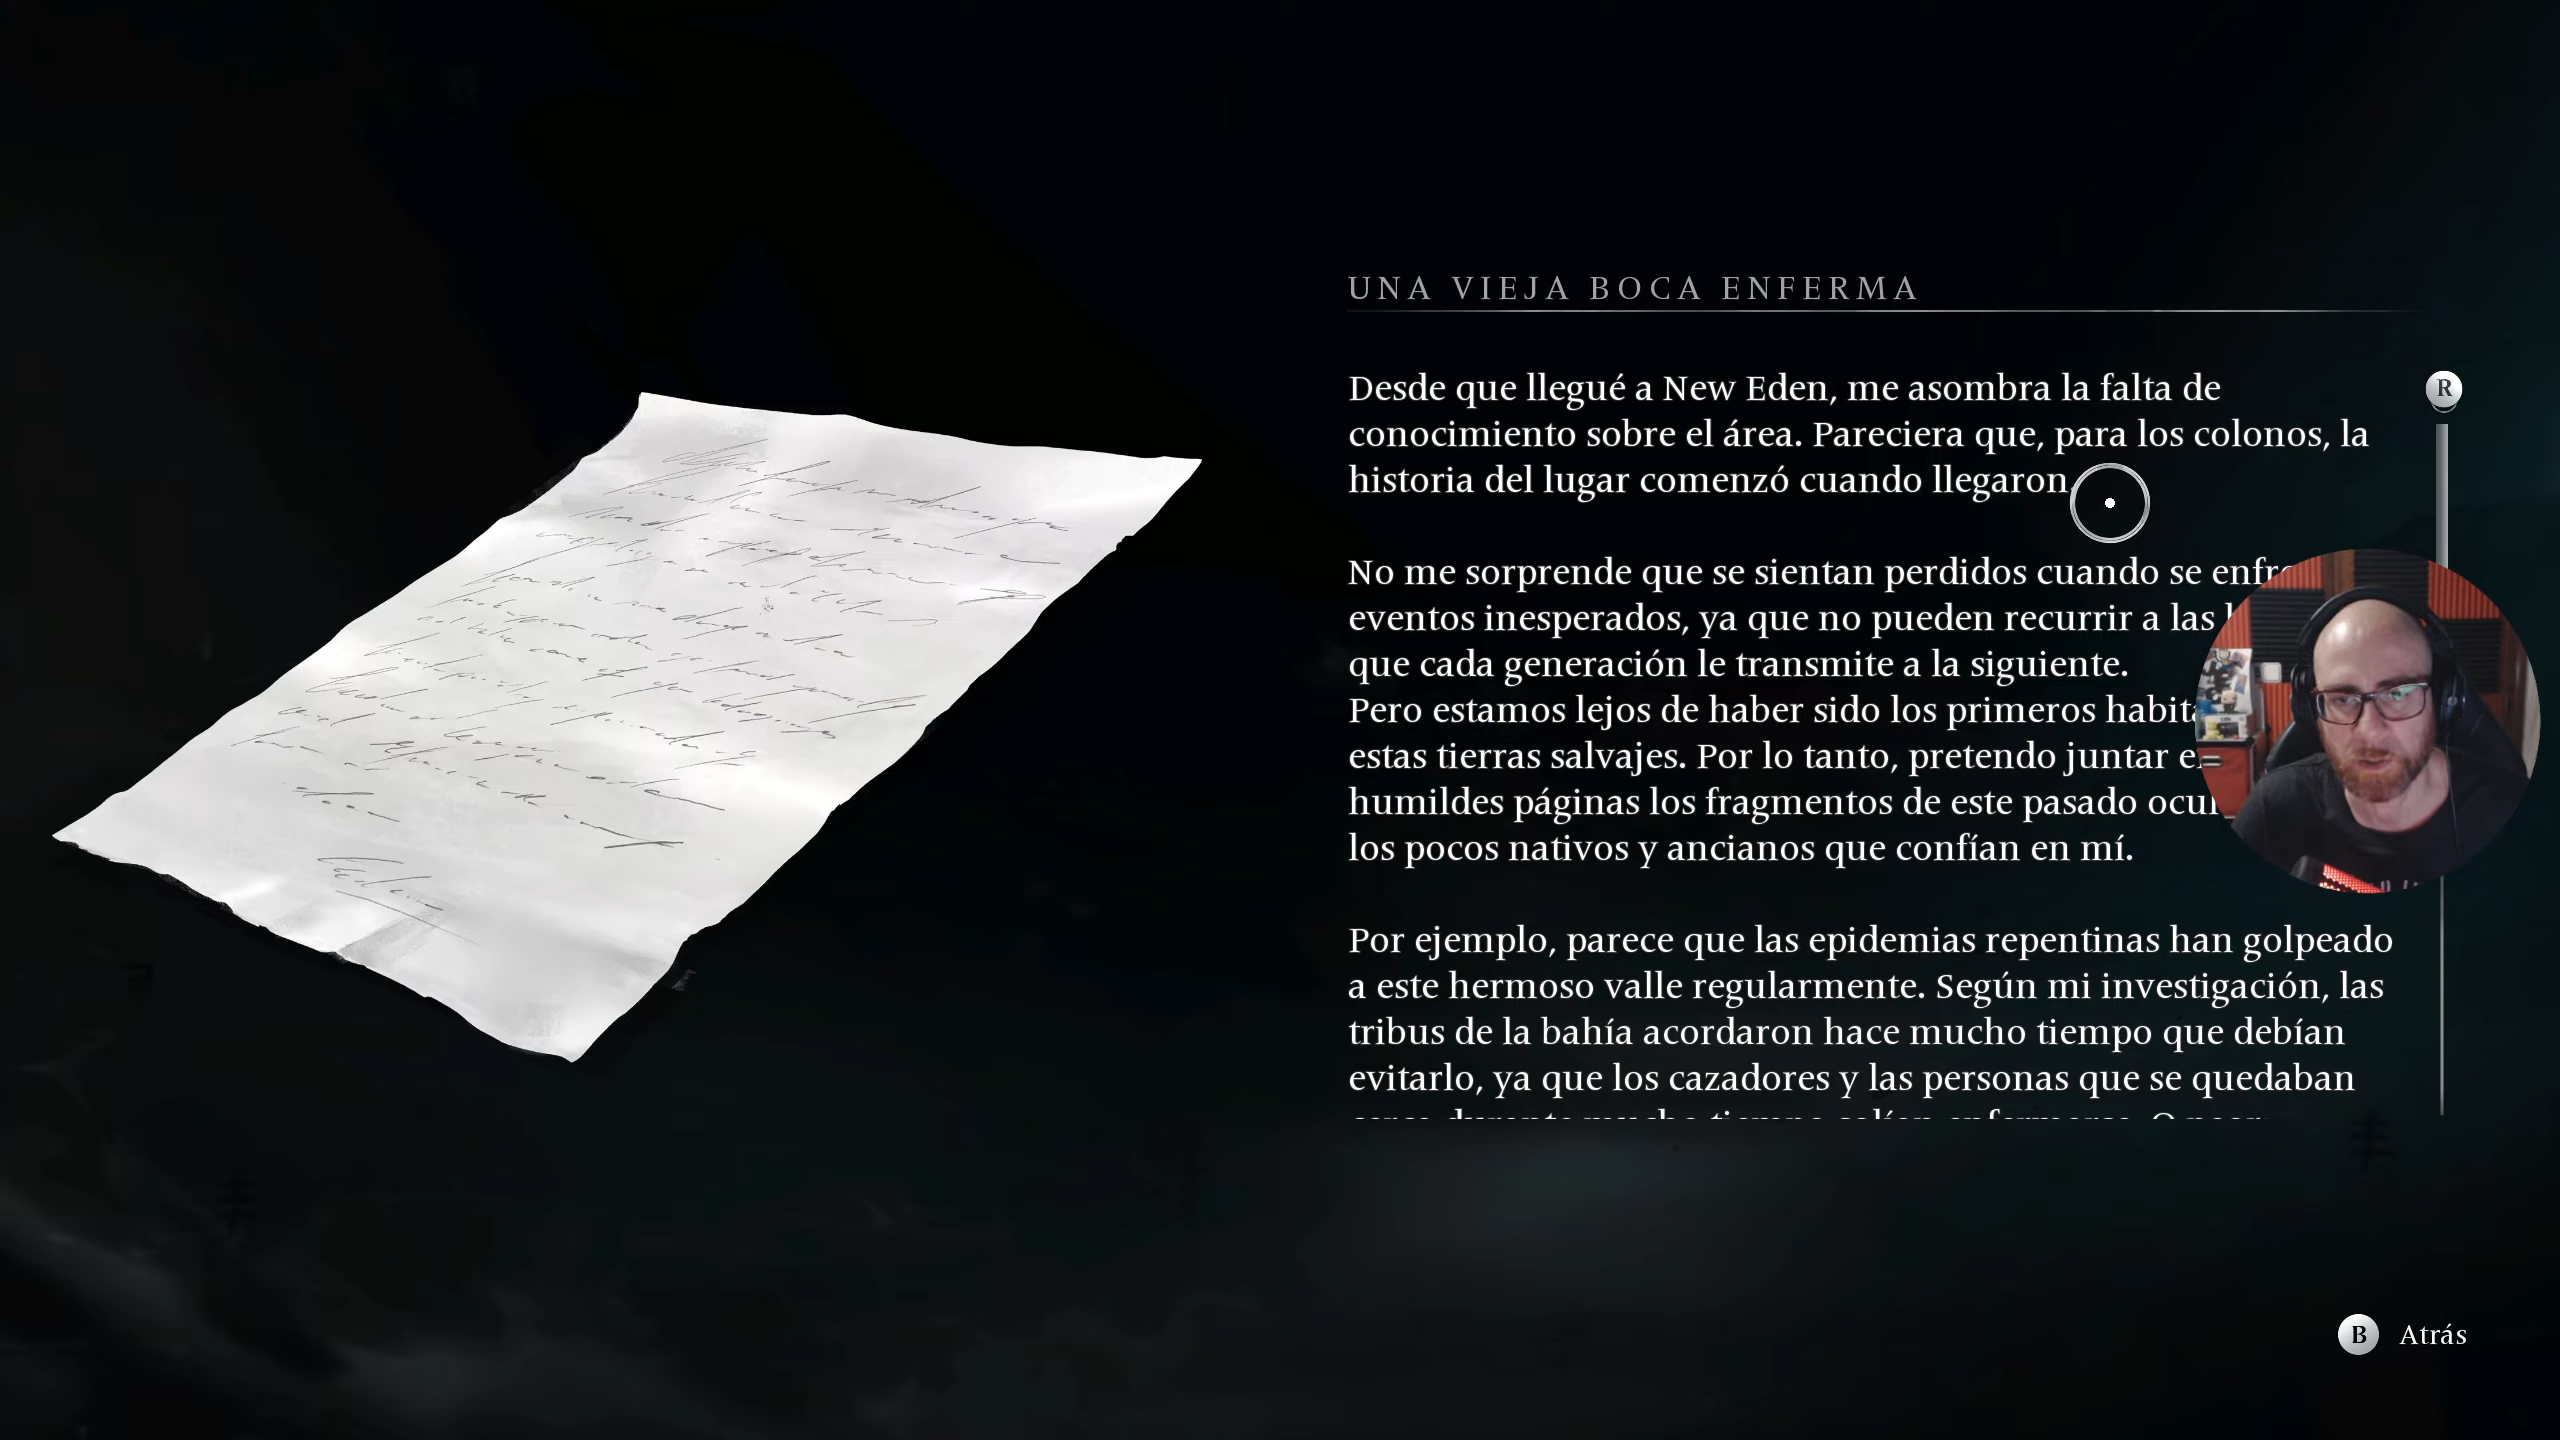 UNA VIEJA BOCA ENFERMA
Desde que llegué a New Eden, me asombra la falta de
conocimiento sobre el área. Pareciera que, para los colonos, la
historia del lugar comenzó cuando llegaron.
R
No me sorprende que se sientan perdidos cuando se
eventos inesperados, ya que no pueden recurrir a las
que cada generación le transmite a la siguiente.
Pero estamos lejos de haber sido los primeros
estas tierras salvajes. Por lo tanto, pretendo juntar
humildes páginas los fragmentos de este pasado
los pocos nativos y ancianos que confían en mí.
Por ejemplo, parece que las epidemias repentinas han golpeado
a este hermoso valle regularmente. Según mi investigación, las
tribus de la bahía acordaron hace mucho tiempo que debían
evitarlo, ya que los cazadores y las personas que se quedaban
B Atrás